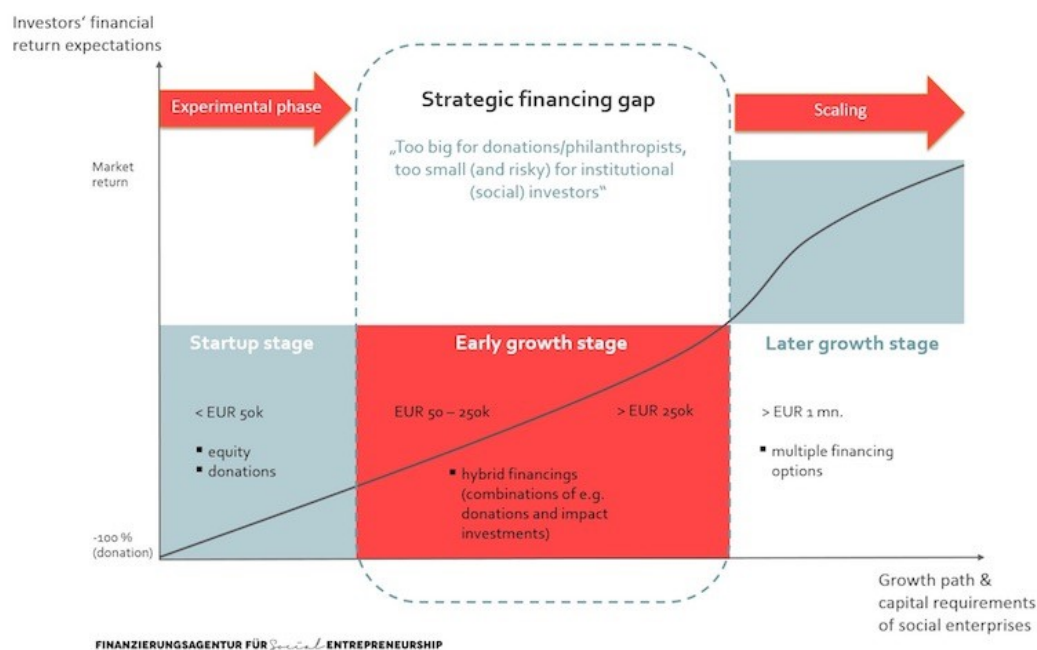 Investors‘ financial
return expectations
Experimental phase
Strategic financing gap
Scaling
„Too big for donations/philanthropists,
too small (and risky) for institutional
(social) investors“
Market
return
Startup stage
Early growth stage
Later growth stage
< EUR 50k
EUR 50 – 250k
> EUR 250k
> EUR 1 mn.
▪ equity
▪ donations
▪ hybrid financings
(combinations of e.g.
donations and impact
investments)
▪ multiple financing
options
-100 %
(donation)
Growth path &
capital requirements
of social enterprises
FINANZIERUNGSAGENTUR FÜR Social ENTREPRENEURSHIP